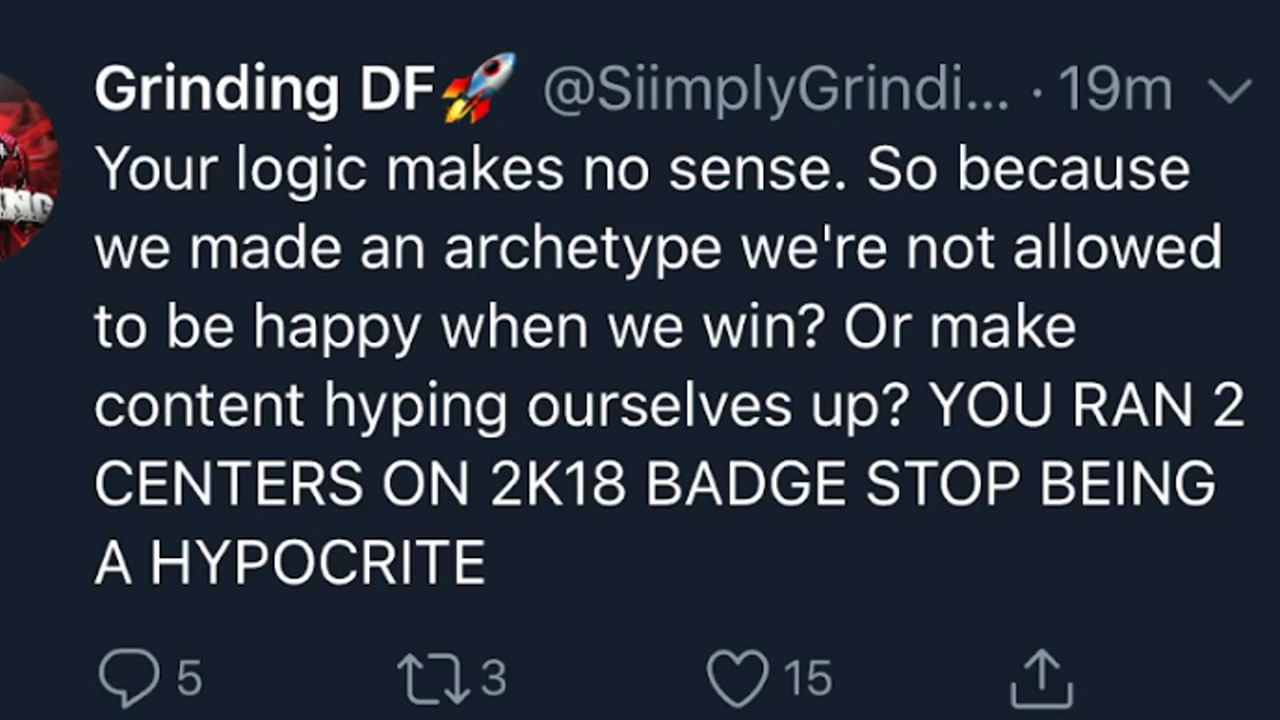 Grinding DF🚀 @SiimplyGrindi... · 19m
Your logic makes no sense. So because
we made an archetype we're not allowed
to be happy when we win? Or make
content hyping ourselves up? YOU RAN 2
CENTERS ON 2K18 BADGE STOP BEING
A HYPOCRITE
5 3 15